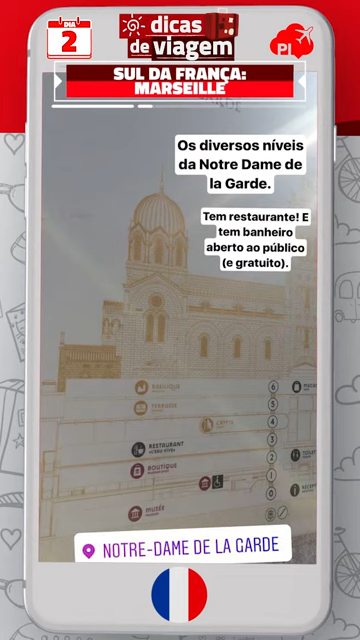 DIA
2
dicas
de viagem
PI
SUL DA FRANÇA:
MARSEILLE
Os diversos níveis
da Notre Dame de
la Garde.
Tem restaurante! E
tem banheiro
aberto ao público
(e gratuito).
BASILIQUE
6
TERRASSE
5
CRYPTE
4
RESTAURANT
3
BOUTIQUE
2
1
0
MUSÉE
NOTRE-DAME DE LA GARDE